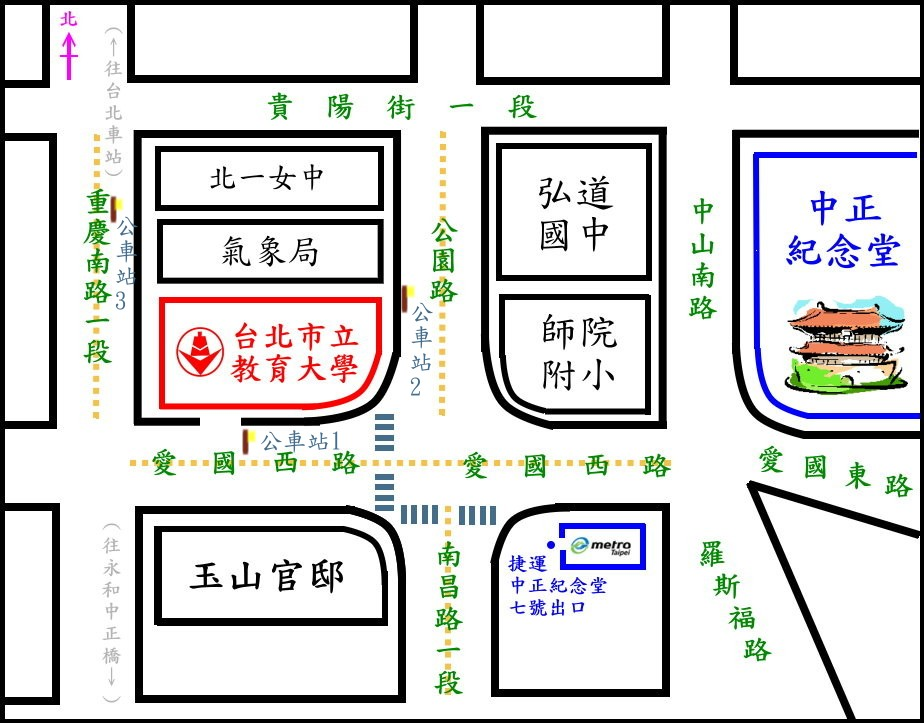 北
(←往台北車站)
貴陽街一段
北一女中
氣象局
台北市立
教育大學
重慶南路一段
公車站3
公園路
公車站2
弘道
國中
師院
附小
中山南路
中正
紀念堂
公車站1
愛國西路
愛國西路
愛國東路
(往永和中正橋→)
玉山官邸
南昌路一段
metro
Taipei
捷運
中正紀念堂
七號出口
羅斯福路